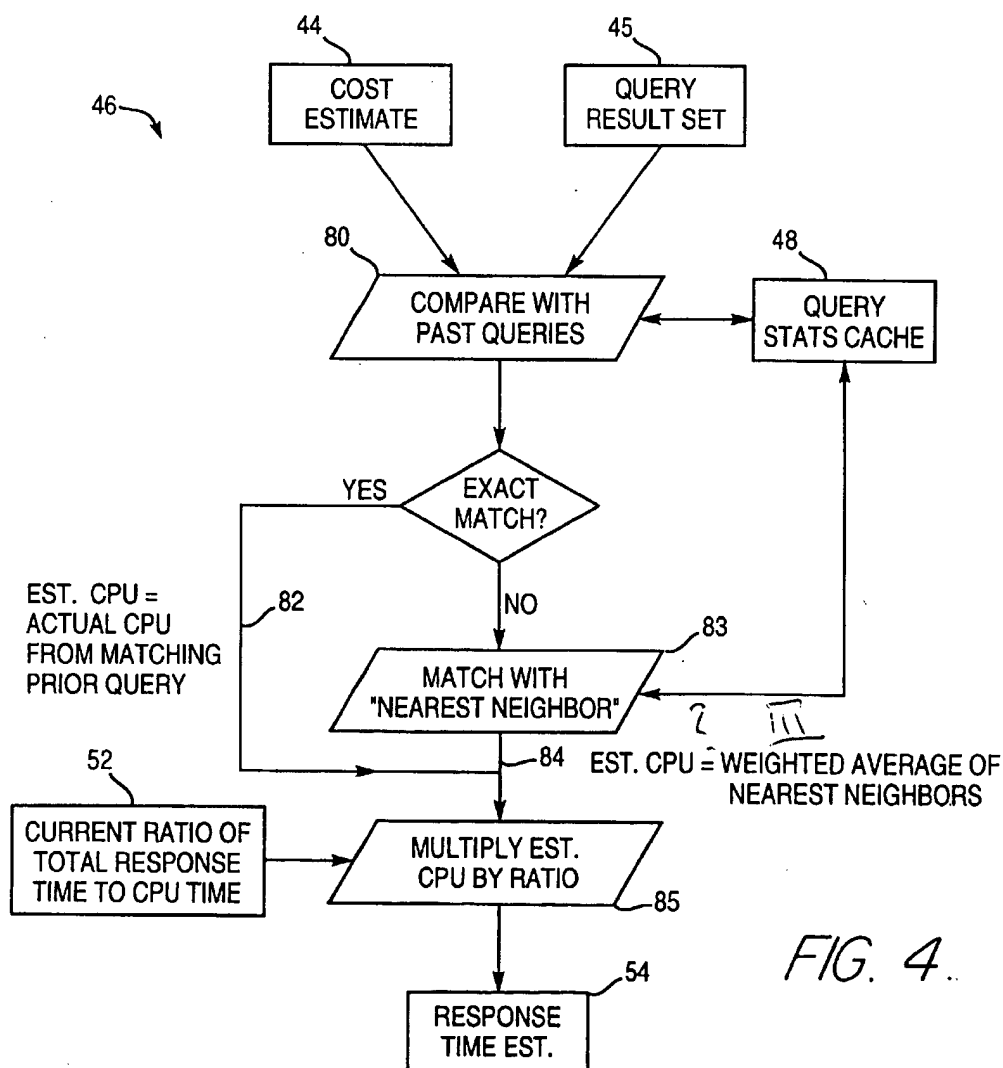 44
45
46
COST
ESTIMATE
QUERY
RESULT SET
80
COMPARE WITH
PAST QUERIES
48
QUERY
STATS CACHE
YES
EXACT
MATCH?
NO
EST. CPU =
ACTUAL CPU
FROM MATCHING
PRIOR QUERY
82
83
MATCH WITH
"NEAREST NEIGHBOR"
84
? III
EST. CPU = WEIGHTED AVERAGE OF
NEAREST NEIGHBORS
52
CURRENT RATIO OF
TOTAL RESPONSE
TIME TO CPU TIME
MULTIPLY EST.
CPU BY RATIO
85
54
RESPONSE
TIME EST.
FIG. 4.